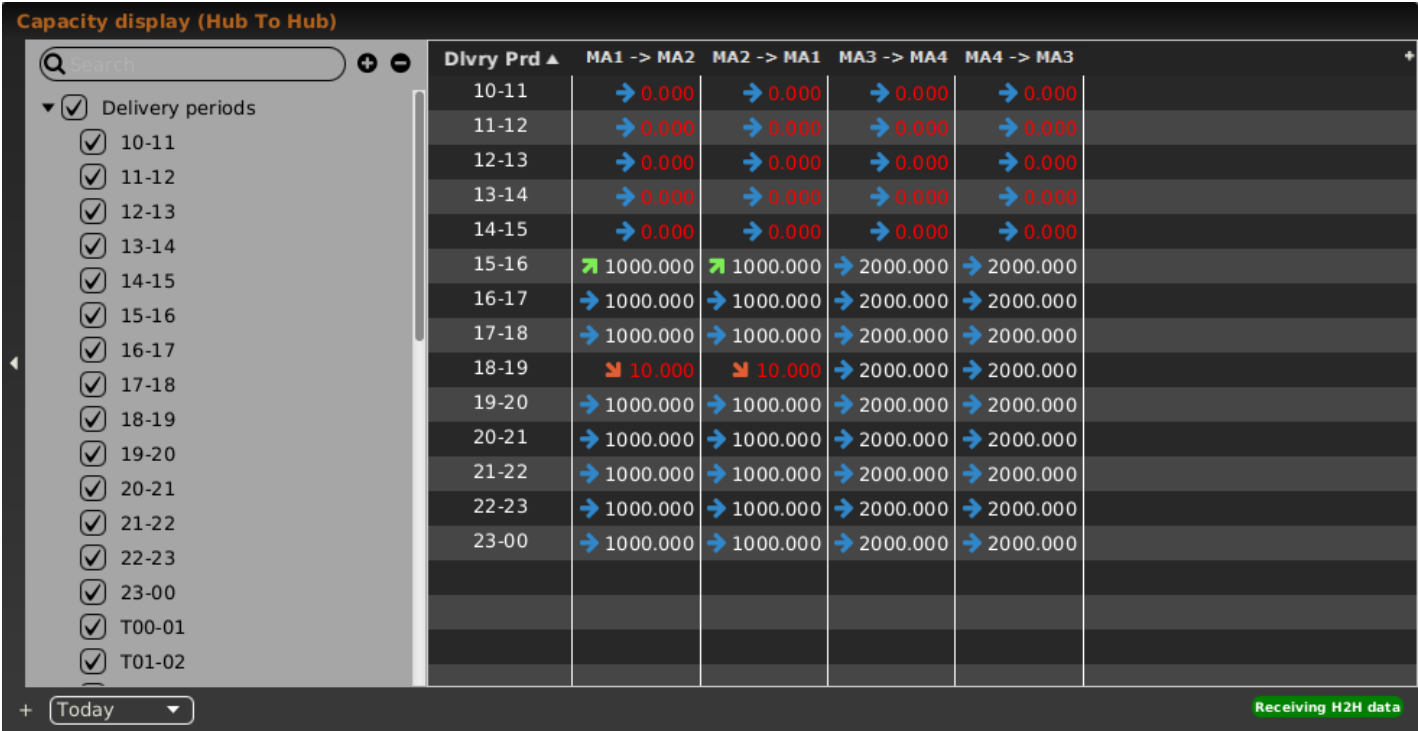 Capacity display (Hub To Hub)
Search
Delivery periods
10-11
11-12
12-13
13-14
14-15
15-16
16-17
17-18
18-19
19-20
20-21
21-22
22-23
23-00
T00-01
T01-02
Dlvry Prd MA1 -> MA2 MA2 -> MA1 MA3 -> MA4 MA4 -> MA3 +
10-11 0.000 0.000 0.000 0.000
11-12 0.000 0.000 0.000 0.000
12-13 0.000 0.000 0.000 0.000
13-14 0.000 0.000 0.000 0.000
14-15 0.000 0.000 0.000 0.000
15-16 1000.000 1000.000 2000.000 2000.000
16-17 1000.000 1000.000 2000.000 2000.000
17-18 1000.000 1000.000 2000.000 2000.000
18-19 10.000 10.000 2000.000 2000.000
19-20 1000.000 1000.000 2000.000 2000.000
20-21 1000.000 1000.000 2000.000 2000.000
21-22 1000.000 1000.000 2000.000 2000.000
22-23 1000.000 1000.000 2000.000 2000.000
23-00 1000.000 1000.000 2000.000 2000.000
+ Today
Receiving H2H data